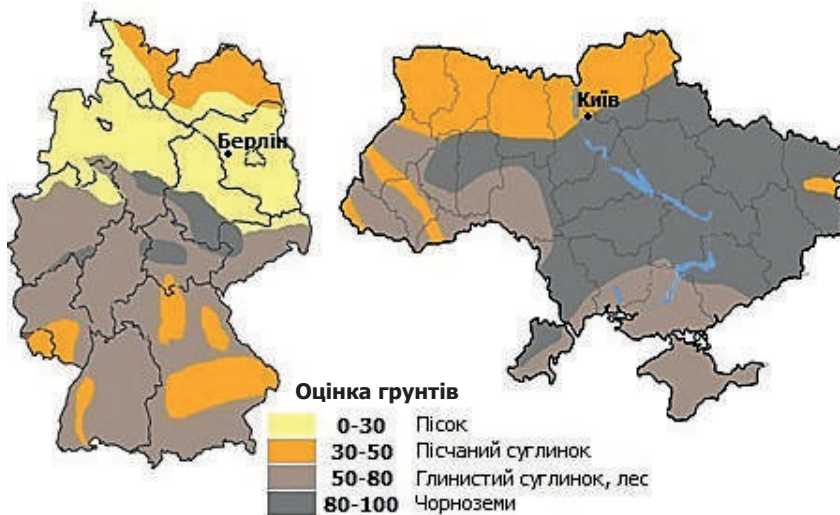 Київ
Берлін
Оцінка грунтів
0-30 Пісок
30-50 Пісчаний суглинок
50-80 Глинистий суглинок, лес
80-100 Чорноземи